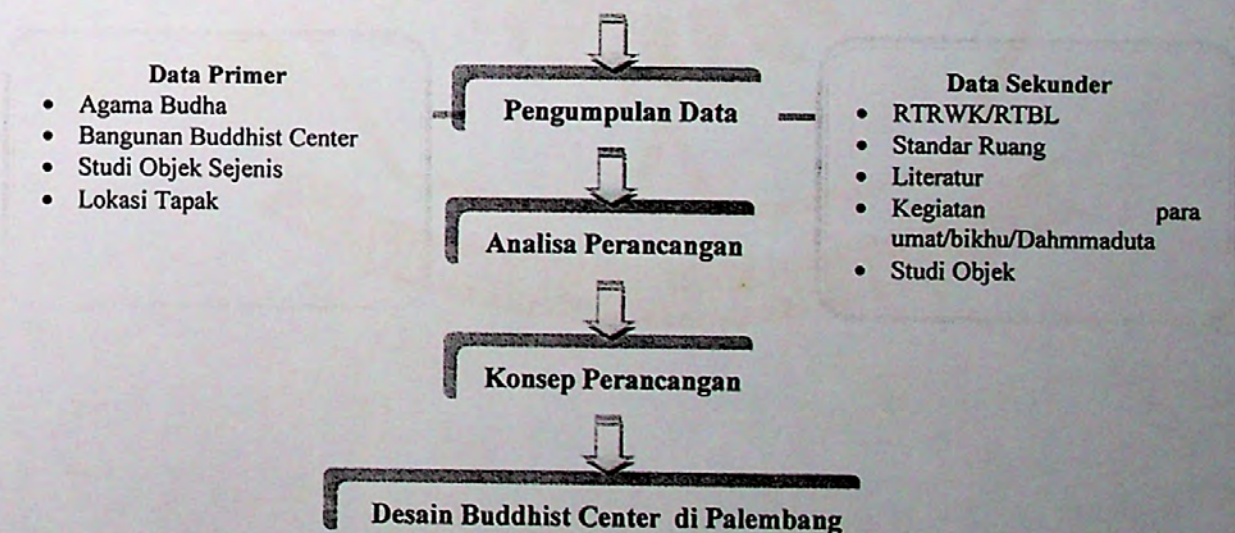 Data Primer
• Agama Budha
• Bangunan Buddhist Center
• Studi Objek Sejenis
• Lokasi Tapak
Pengumpulan Data
Data Sekunder
• RTRWK/RTBL
• Standar Ruang
• Literatur
• Kegiatan para
umat/bikhu/Dahmmaduta
• Studi Objek
Analisa Perancangan
Konsep Perancangan
Desain Buddhist Center di Palembang